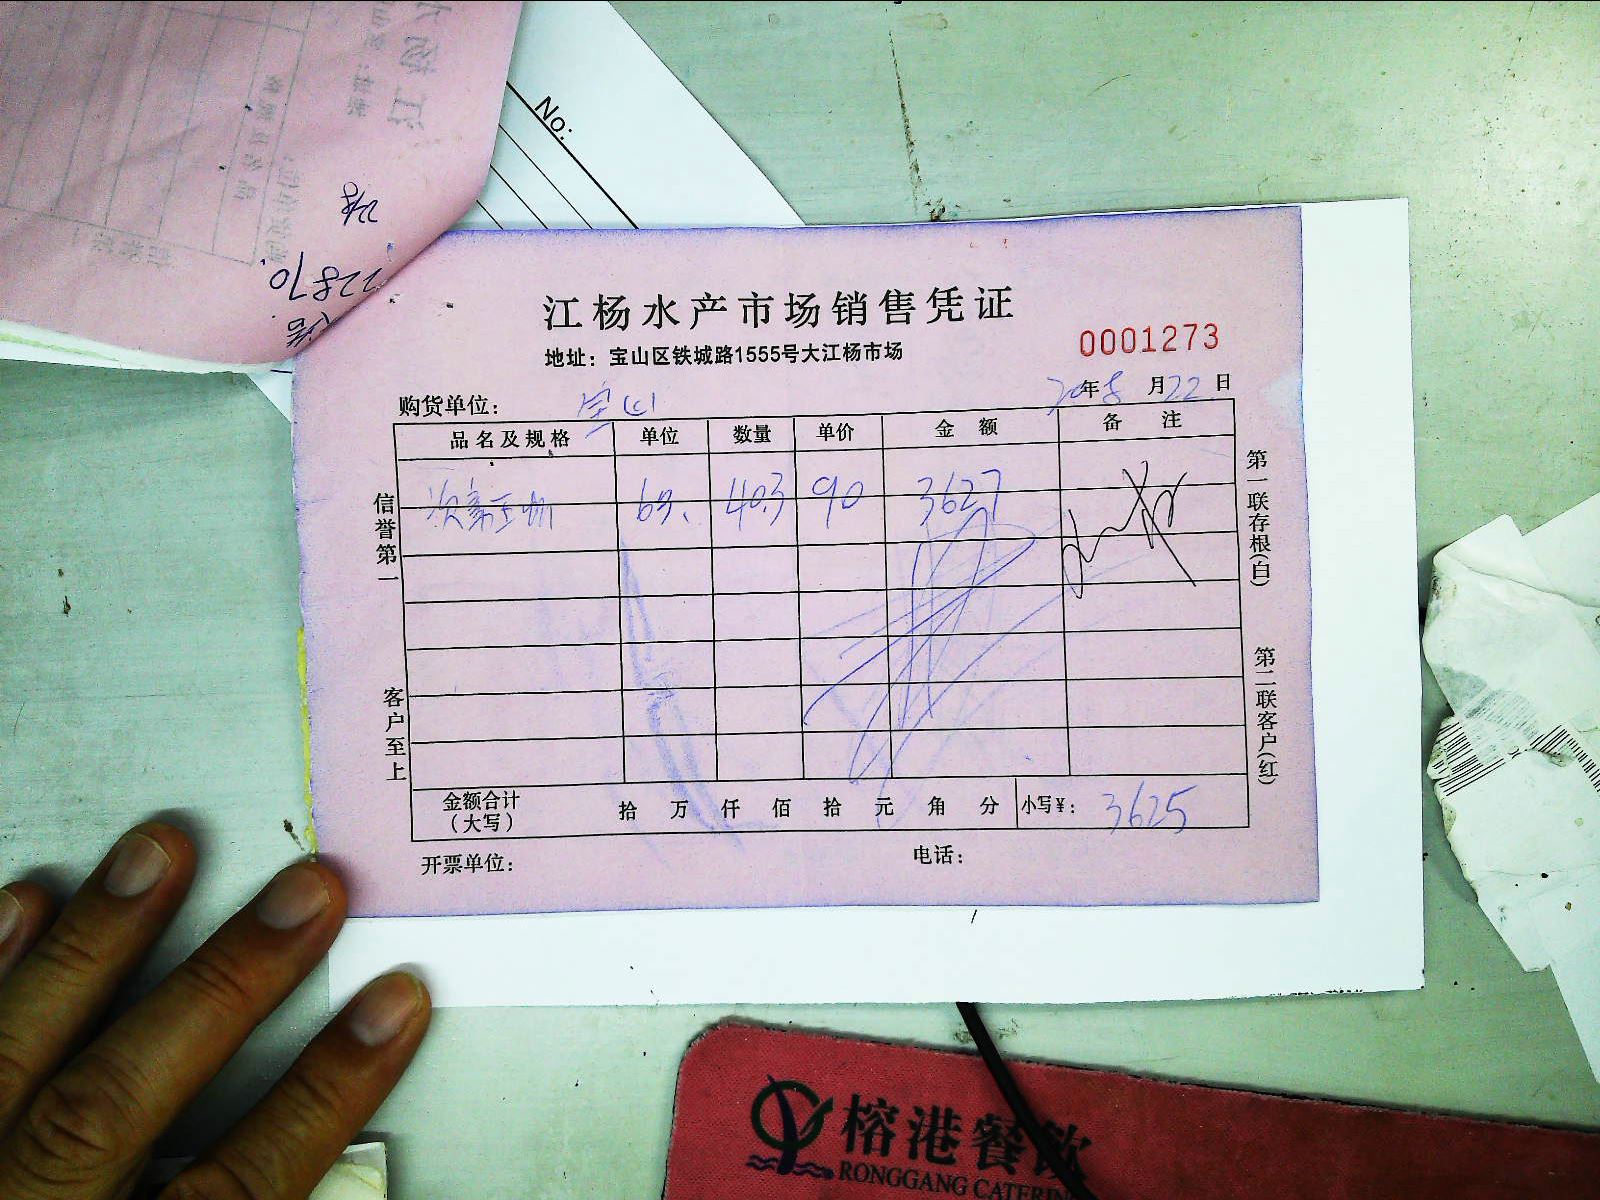 No:
22870.
江杨水产市场销售凭证
0001273
地址：宝山区铁城路1555号大江杨市场
年 月22日
购货单位：宝山
品名及规格 单位 数量 单价 金额 备注
40.3 90 3627
信誉第一
客户至上
第一联存根(白)
第二联客户(红)
金额合计（大写） 拾 万 仟 佰 拾 元 角 分 小写¥： 3625
开票单位： 电话：
榕港餐饮
RONGGANG CATERIN